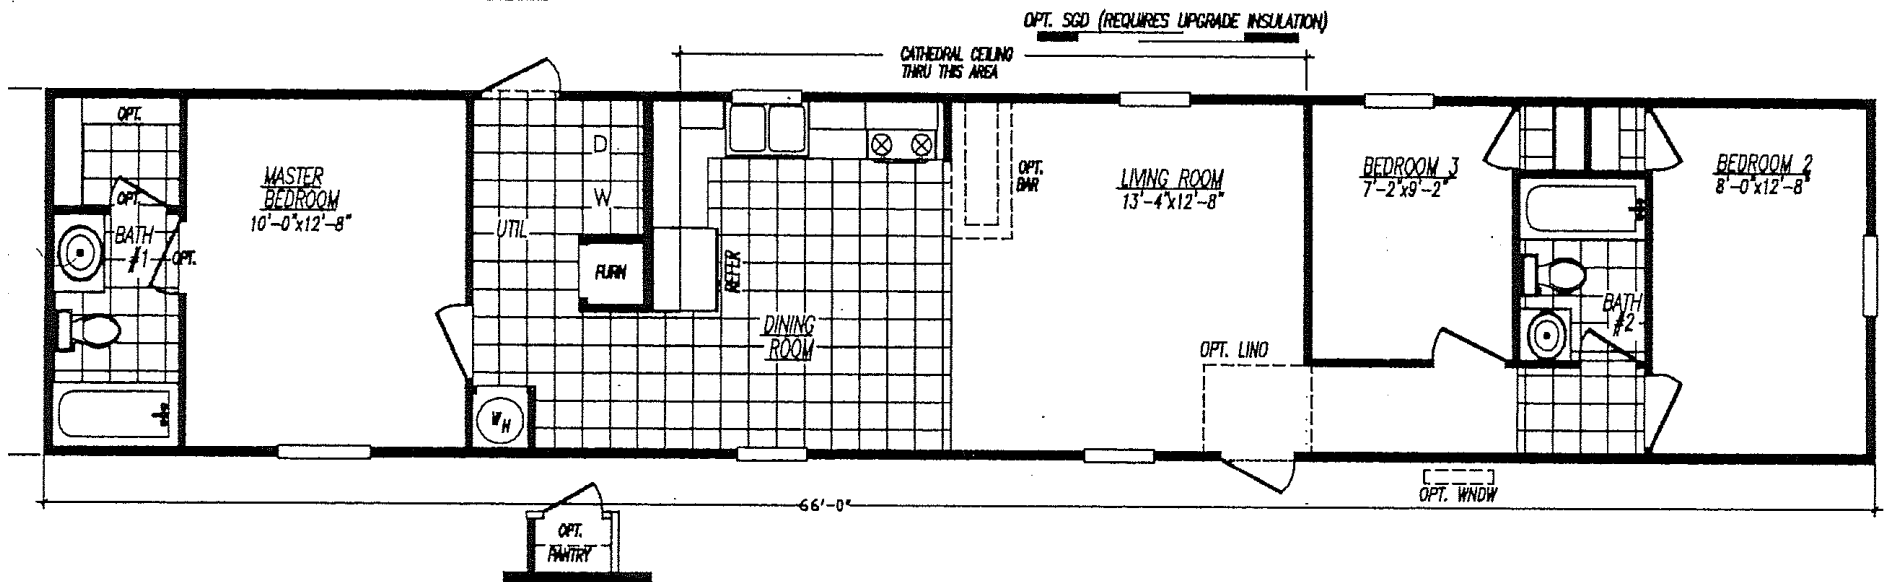 OPT. SGD (REQUIRES UPGRADE INSULATION)
CATHEDRAL CEILING
THRU THIS AREA
OPT.
MASTER
BEDROOM
10'-0"x12'-8"
OPT.
BATH
#1
OPT.
UTIL
D
W
FURN
REFER
DINING
ROOM
WH
OPT.
BAR
LIVING ROOM
13'-4"x12'-8"
OPT. LINO
BEDROOM 3
7'-2"x9'-2"
BATH
#2
BEDROOM 2
8'-0"x12'-8"
OPT. WNDW
66'-0"
OPT.
PANTRY